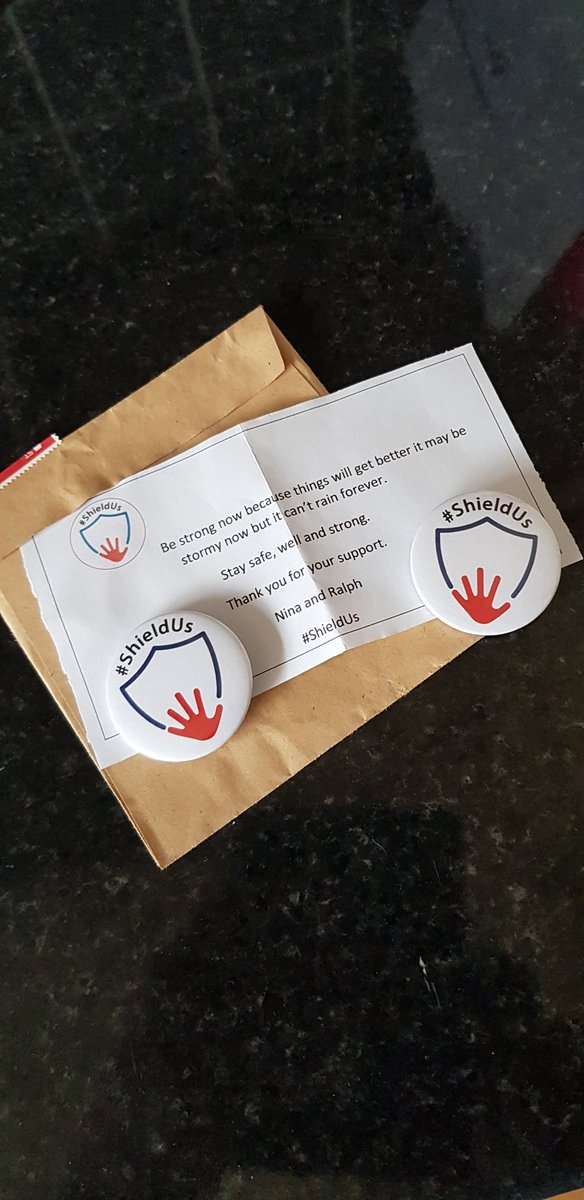 #ShieldUs
Be strong now because things will get better it may be
stormy now but it can't rain forever.
Stay safe, well and strong.
Thank you for your support.
Nina and Ralph
#ShieldUs
#ShieldUs
#ShieldUs